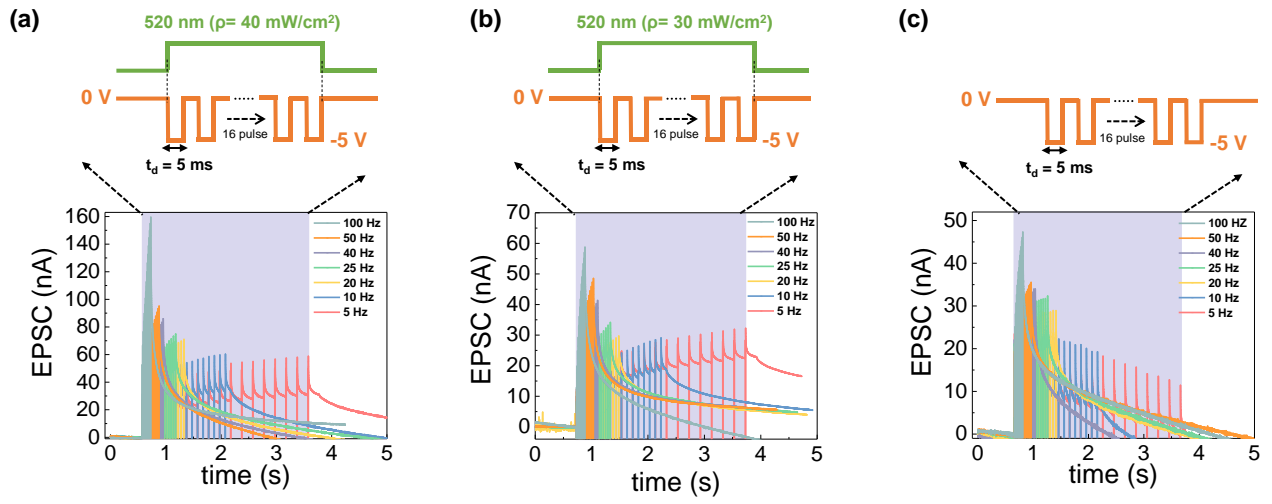 (a)
520 nm (ρ= 40 mW/cm²)
0 V
16 pulse
-5 V
t_d = 5 ms
160
140
120
100
80
60
40
20
0
EPSC (nA)
100 Hz
50 Hz
40 Hz
25 Hz
20 Hz
10 Hz
5 Hz
0 1 2 3 4 5
time (s)
(b)
520 nm (ρ= 30 mW/cm²)
0 V
16 pulse
-5 V
t_d = 5 ms
70
60
50
40
30
20
10
0
EPSC (nA)
100 Hz
50 Hz
40 Hz
25 Hz
20 Hz
10 Hz
5 Hz
0 1 2 3 4 5
time (s)
(c)
0 V
16 pulse
-5 V
t_d = 5 ms
50
40
30
20
10
0
EPSC (nA)
100 HZ
50 Hz
40 Hz
25 Hz
20 Hz
10 Hz
5 Hz
0 1 2 3 4 5
time (s)